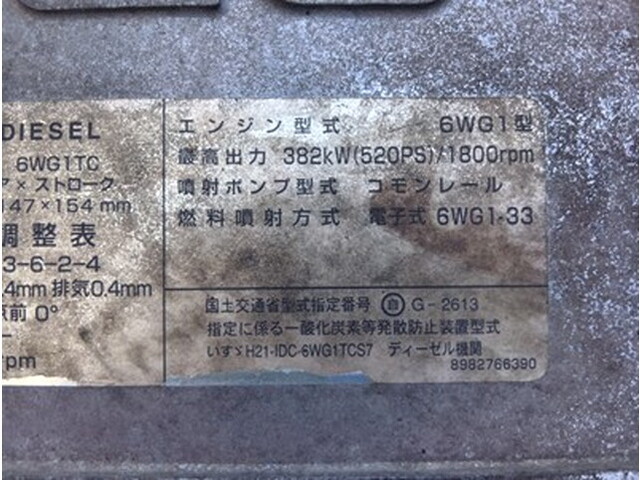 DIESEL
6WG1TC
ア×ストローク
147×154mm
調整表
3-6-2-4
.4mm 排気0.4mm
前 0°
rpm
エンジン型式 6WG1型
最高出力 382kW(520PS)/1800rpm
噴射ポンプ型式 コモンレール
燃料噴射方式 電子式 6WG1-33
国土交通省型式指定番号 自 G-2613
指定に係る一酸化炭素等発散防止装置型式
いすゞH21-IDC-6WG1TCS7 ディーゼル機関
8982766390